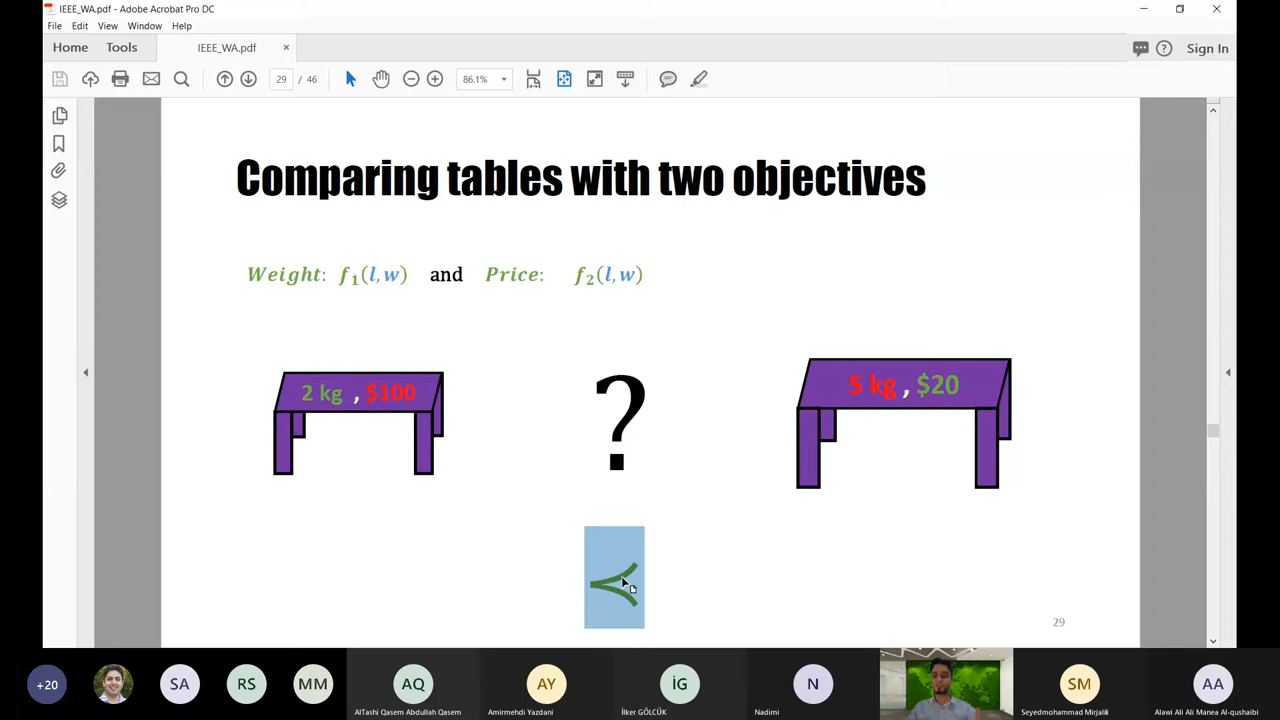 IEEE_WA.pdf - Adobe Acrobat Pro DC
File Edit View Window Help
Home Tools IEEE_WA.pdf × Sign In
29 / 46 86.1%
Comparing tables with two objectives
Weight: f₁(l,w) and Price: f₂(l,w)
2 kg , $100 ? 5 kg , $20
≺
29
+20 SA RS MM AQ AY İG N SM AA
AlTashi Qasem Abdullah Qasem Amirmehdi Yazdani İlker GÖLCÜK Nadimi Seyedmohammad Mirjalili Alawi Ali Ali Manea Al-qushaibi